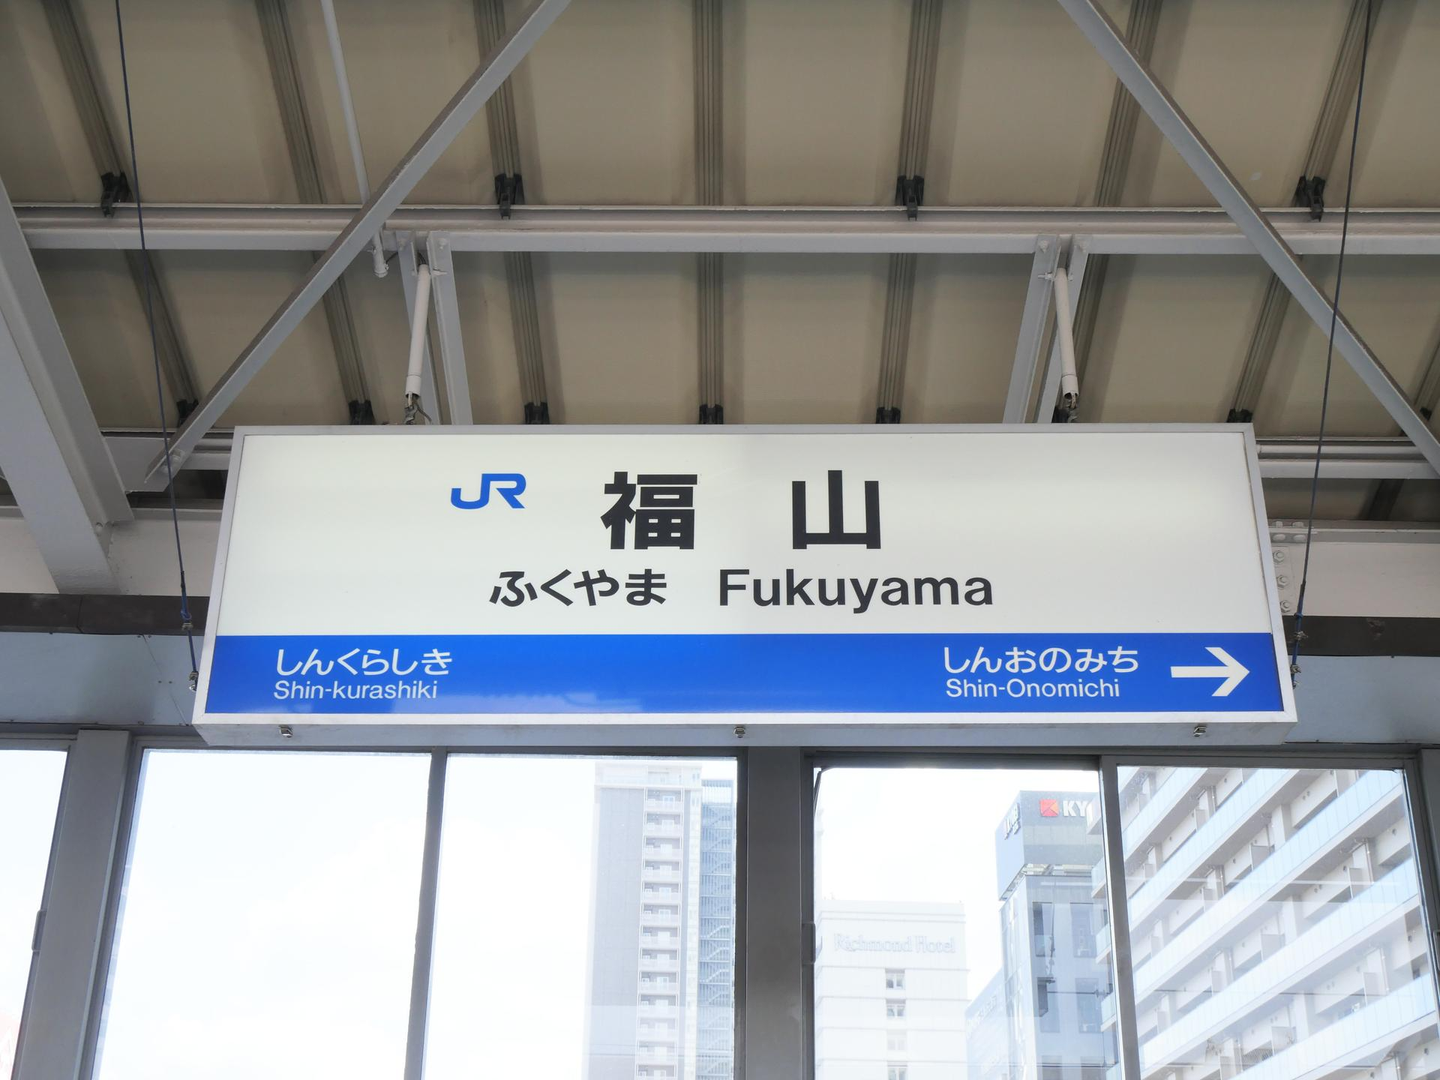 JR 福山
ふくやま Fukuyama
しんくらしき
Shin-kurashiki
しんおのみち →
Shin-Onomichi
KY
Richmond Hotel